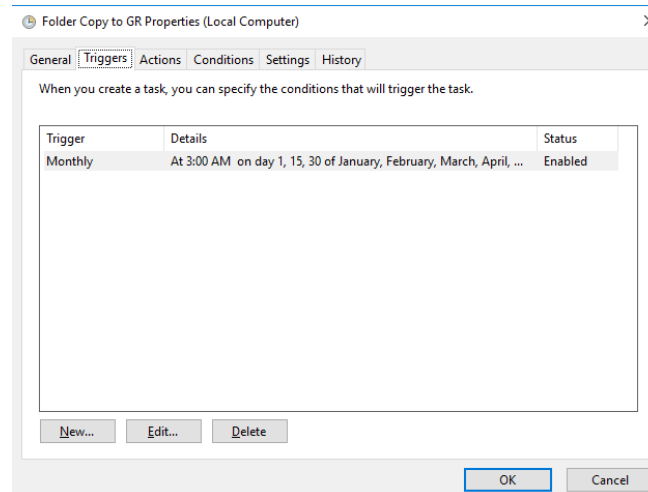 Folder Copy to GR Properties (Local Computer)
General Triggers Actions Conditions Settings History
When you create a task, you can specify the conditions that will trigger the task.
Trigger Details Status
Monthly At 3:00 AM on day 1, 15, 30 of January, February, March, April, ... Enabled
New... Edit... Delete
OK Cancel